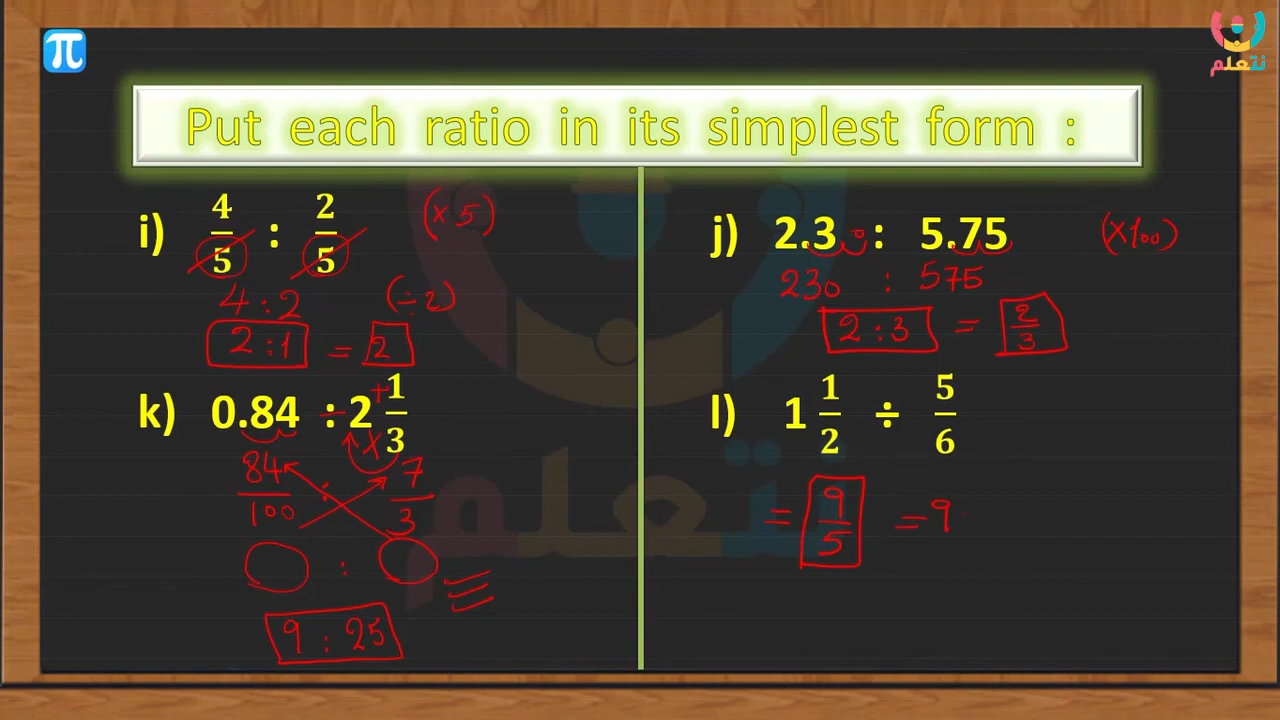 π
نتعلم
Put each ratio in its simplest form :
i) 4/5 : 2/5 (×5)
4 : 2 (÷2)
2 : 1 = 2
j) 2.3 : 5.75 (×100)
230 : 575
2 : 3 = 2/3
k) 0.84 : 2 1/3
84/100 : 7/3
:
9 : 25
l) 1 1/2 ÷ 5/6
= 9/5 = 9
نتعلم